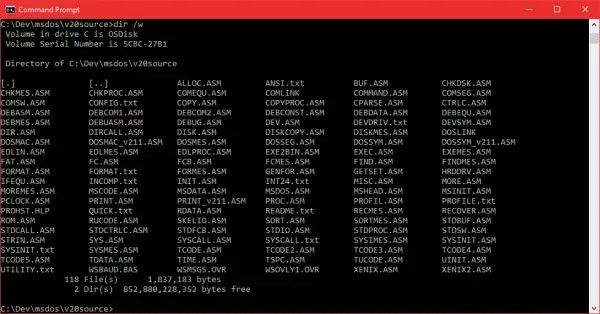 Command Prompt
C:\Dev\msdos\v20source>dir /w
Volume in drive C is OSDisk
Volume Serial Number is 5CBC-27B1
Directory of C:\Dev\msdos\v20source
[.] [..] ALLOC.ASM ANSI.txt BUF.ASM CHKDSK.ASM
CHKMES.ASM CHKPROC.ASM COMEQU.ASM COMLINK COMMAND.ASM COMSEG.ASM
COMSW.ASM CONFIG.txt COPY.ASM COPYPROC.ASM CPARSE.ASM CTRLC.ASM
DEBASM.ASM DEBCOM1.ASM DEBCOM2.ASM DEBCONST.ASM DEBDATA.ASM DEBEQU.ASM
DEBMES.ASM DEBUASM.ASM DEBUG.ASM DEV.ASM DEVDRIV.txt DEVSYM.ASM
DIR.ASM DIRCALL.ASM DISK.ASM DISKCOPY.ASM DISKMES.ASM DOSLINK
DOSMAC.ASM DOSMAC_v211.ASM DOSMES.ASM DOSSEG.ASM DOSSYM.ASM DOSSYM_v211.ASM
EDLIN.ASM EDLMES.ASM EDLPROC.ASM EXE2BIN.ASM EXEC.ASM EXEMES.ASM
FAT.ASM FC.ASM FCB.ASM FCMES.ASM FIND.ASM FINDMES.ASM
FORMAT.ASM FORMAT.txt FORMES.ASM GENFOR.ASM GETSET.ASM HRDDRV.ASM
IFEQU.ASM INCOMP.txt INIT.ASM INT24.txt MISC.ASM MORE.ASM
MOREMES.ASM MSCODE.ASM MSDATA.ASM MSDOS.ASM MSHEAD.ASM MSINIT.ASM
PCLOCK.ASM PRINT.ASM PRINT_v211.ASM PROC.ASM PROFIL.ASM PROFILE.txt
PROHST.HLP QUICK.txt RDATA.ASM README.txt RECMES.ASM RECOVER.ASM
ROM.ASM RUCODE.ASM SKELIO.ASM SORT.ASM SORTMES.ASM STDBUF.ASM
STDCALL.ASM STDCTRLC.ASM STDFCB.ASM STDIO.ASM STDPROC.ASM STDSW.ASM
STRIN.ASM SYS.ASM SYSCALL.ASM SYSCALL.txt SYSIMES.ASM SYSINIT.ASM
SYSINIT.txt SYSMES.ASM TCODE.ASM TCODE2.ASM TCODE3.ASM TCODE4.ASM
TCODE5.ASM TDATA.ASM TIME.ASM TSPC.ASM TUCODE.ASM UINIT.ASM
UTILITY.txt WSBAUD.BAS WSMSGS.OVR WSOVLY1.OVR XENIX.ASM XENIX2.ASM
118 File(s) 1,837,183 bytes
2 Dir(s) 852,880,228,352 bytes free
C:\Dev\msdos\v20source>